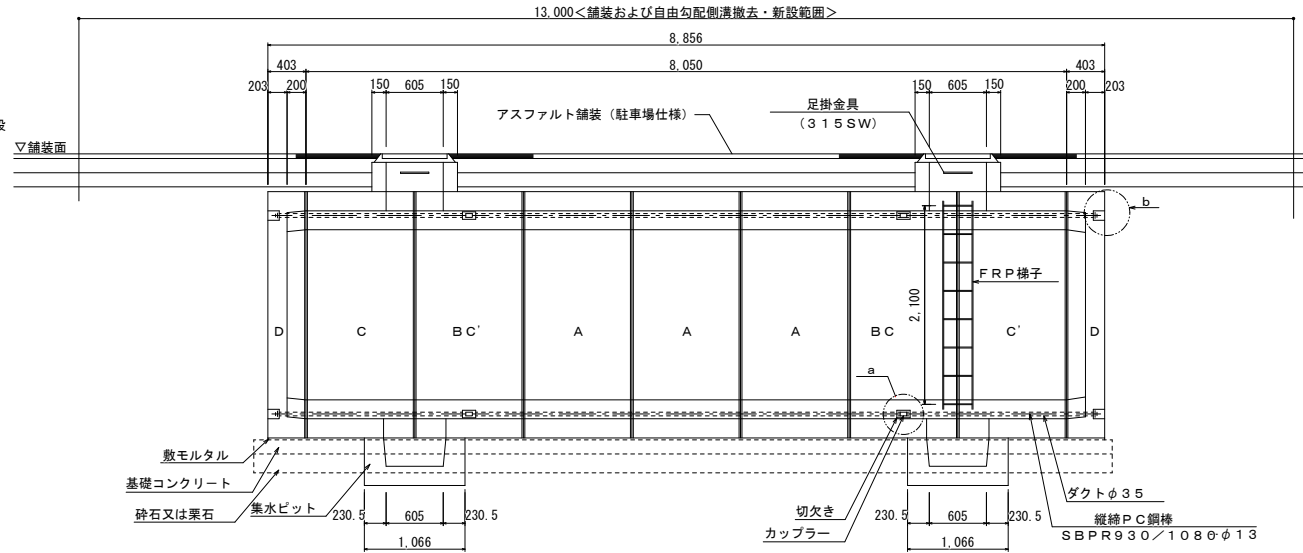 13,000<舗装および自由勾配側溝撤去・新設範囲>
8,856
403 8,050 403
203 200 150 605 150 150 605 150 200 203
アスファルト舗装（駐車場仕様）
足掛金具
（３１５ＳＷ）
設
▽舗装面
b
ＦＲＰ梯子
2,100
D C ＢＣ' A A A ＢＣ C' D
a
敷モルタル
基礎コンクリート
砕石又は栗石
集水ピット
230.5 605 230.5
1,066
切欠き
カップラー
230.5 605 230.5
1,066
ダクトφ３５
縦締ＰＣ鋼棒
ＳＢＰＲ９３０／１０８０φ１３